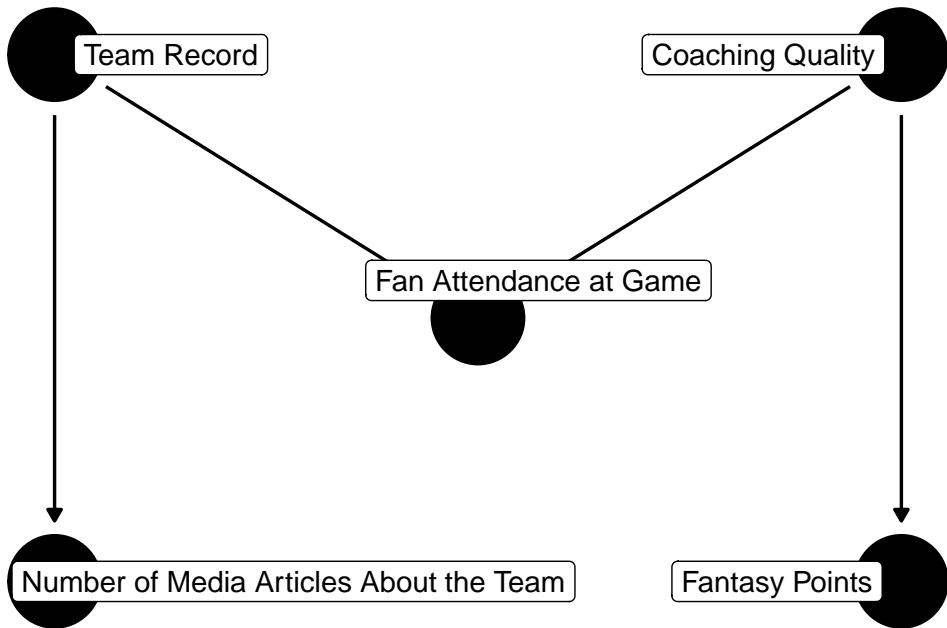 Team Record
Coaching Quality
Fan Attendance at Game
Number of Media Articles About the Team
Fantasy Points